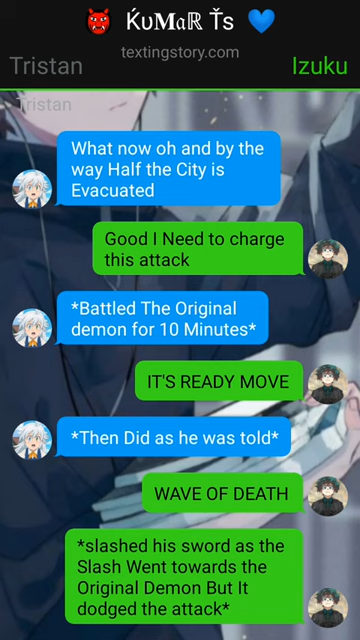 👹 ḰυMаℝ Ťs 💙
textingstory.com
Tristan
Izuku
Tristan
What now oh and by the
way Half the City is
Evacuated
Good I Need to charge
this attack
*Battled The Original
demon for 10 Minutes*
IT'S READY MOVE
*Then Did as he was told*
WAVE OF DEATH
*slashed his sword as the
Slash Went towards the
Original Demon But It
dodged the attack*